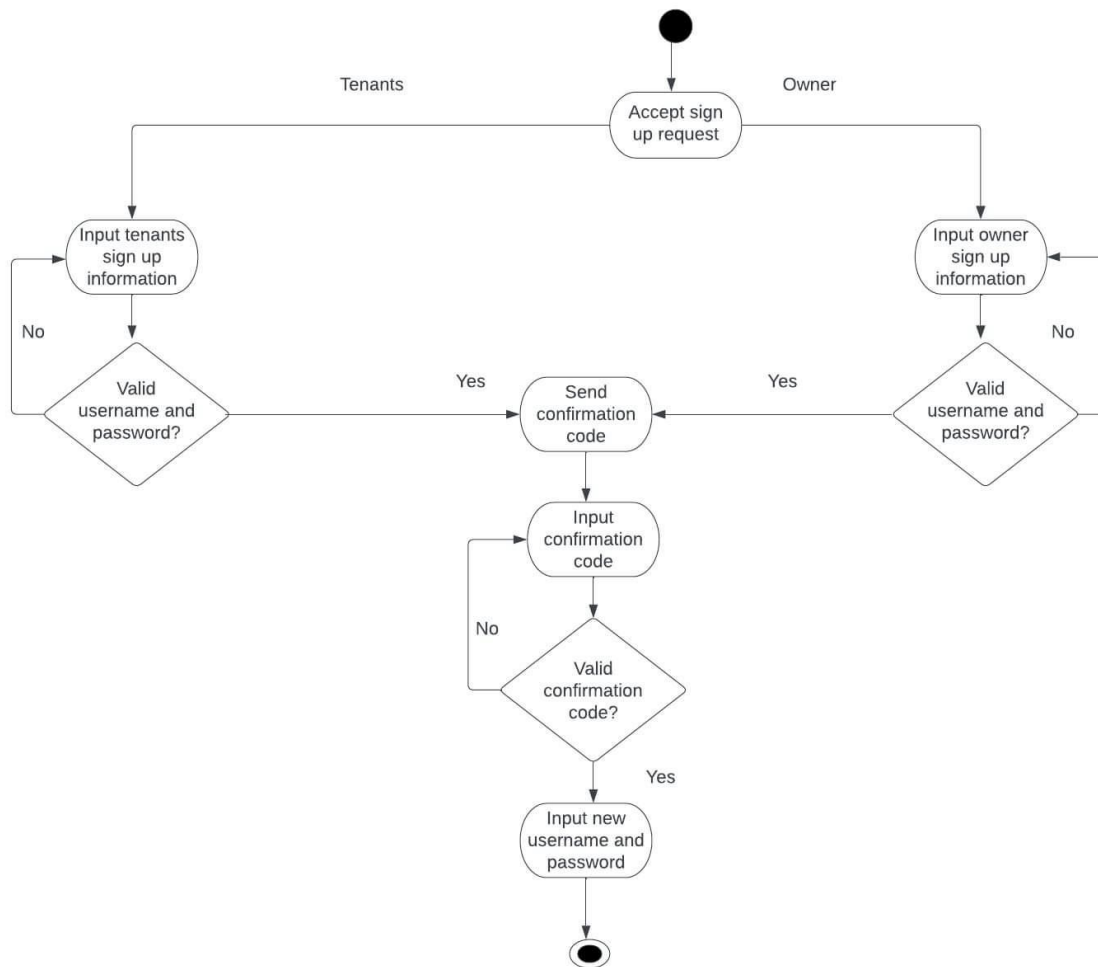 Tenants
Owner
Accept sign
up request
Input tenants
sign up
information
Input owner
sign up
information
No
No
Valid
username and
password?
Yes
Send
confirmation
code
Yes
Valid
username and
password?
Input
confirmation
code
No
Valid
confirmation
code?
Yes
Input new
username and
password